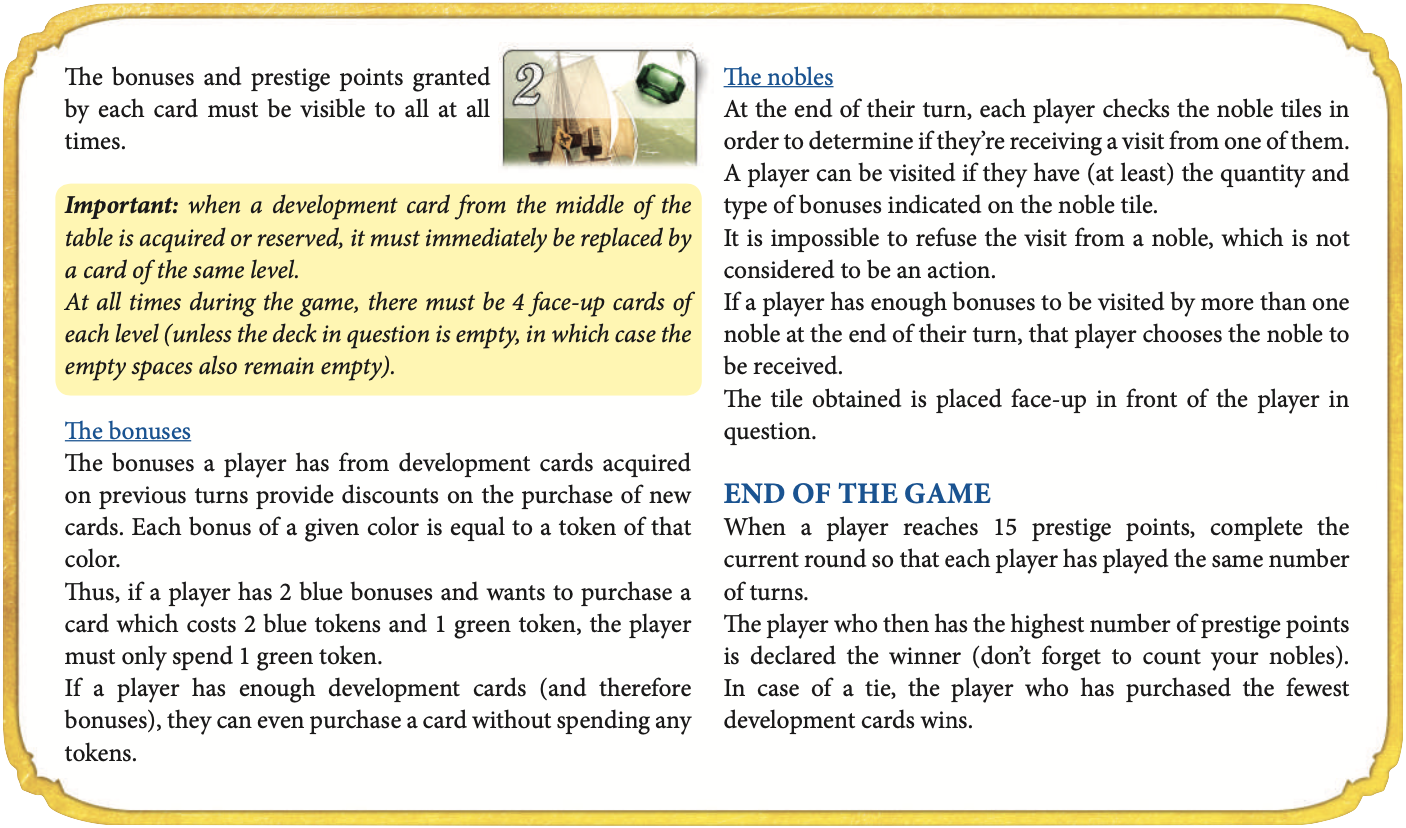 The bonuses and prestige points granted
by each card must be visible to all at all
times.
2
Important: when a development card from the middle of the
table is acquired or reserved, it must immediately be replaced by
a card of the same level.
At all times during the game, there must be 4 face-up cards of
each level (unless the deck in question is empty, in which case the
empty spaces also remain empty).
The bonuses
The bonuses a player has from development cards acquired
on previous turns provide discounts on the purchase of new
cards. Each bonus of a given color is equal to a token of that
color.
Thus, if a player has 2 blue bonuses and wants to purchase a
card which costs 2 blue tokens and 1 green token, the player
must only spend 1 green token.
If a player has enough development cards (and therefore
bonuses), they can even purchase a card without spending any
tokens.
The nobles
At the end of their turn, each player checks the noble tiles in
order to determine if they’re receiving a visit from one of them.
A player can be visited if they have (at least) the quantity and
type of bonuses indicated on the noble tile.
It is impossible to refuse the visit from a noble, which is not
considered to be an action.
If a player has enough bonuses to be visited by more than one
noble at the end of their turn, that player chooses the noble to
be received.
The tile obtained is placed face-up in front of the player in
question.
END OF THE GAME
When a player reaches 15 prestige points, complete the
current round so that each player has played the same number
of turns.
The player who then has the highest number of prestige points
is declared the winner (don’t forget to count your nobles).
In case of a tie, the player who has purchased the fewest
development cards wins.